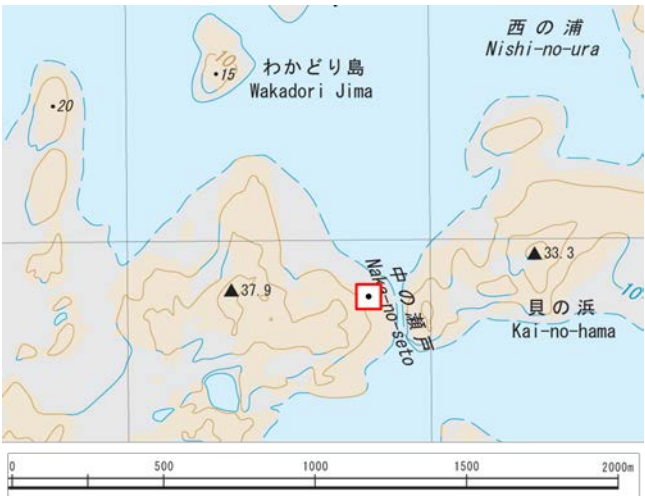 西の浦
Nishi-no-ura
10
・15
わかどり島
Wakadori Jima
・20
中の瀬戸
Naka-no-seto
▲33.3
▲37.9
貝の浜
Kai-no-hama
10
0 500 1000 1500 2000m